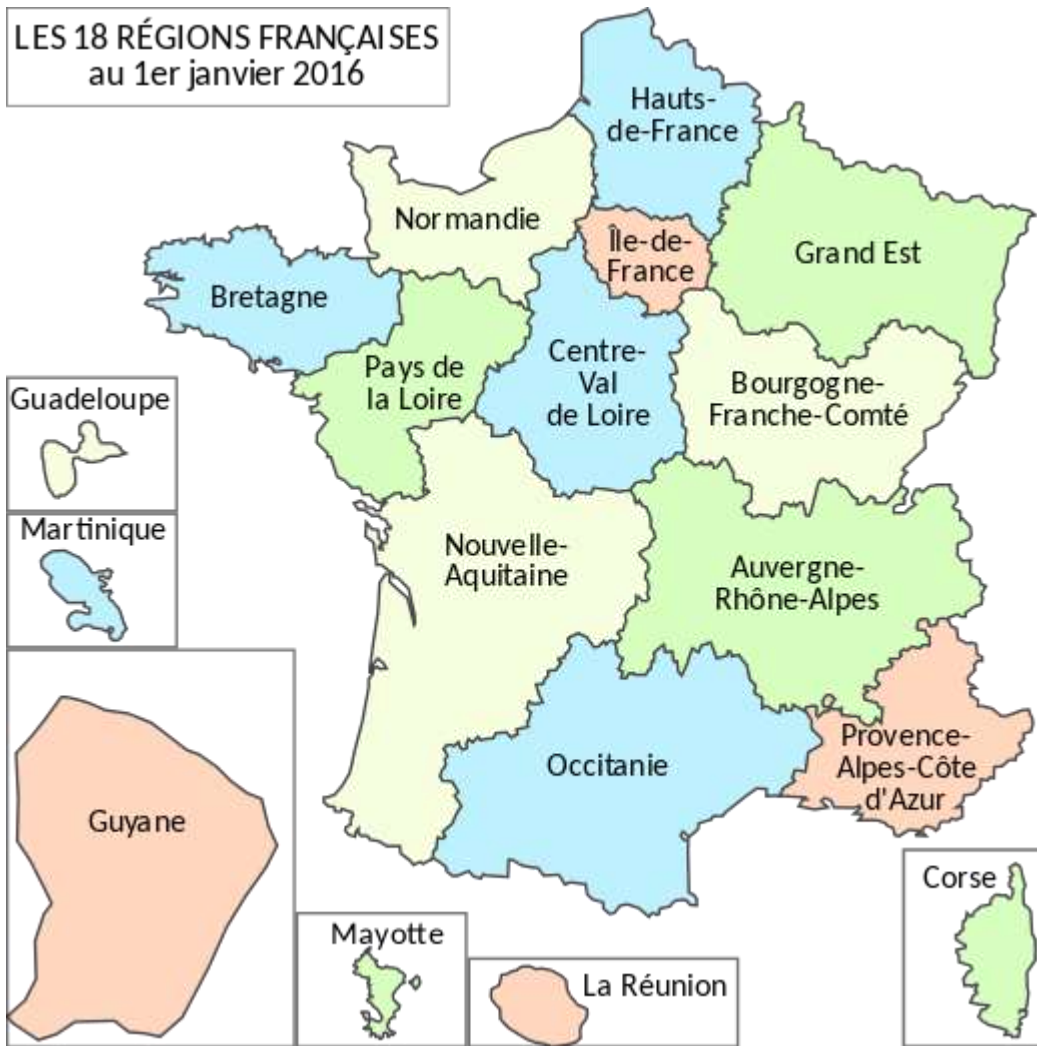 LES 18 RÉGIONS FRANÇAISES
au 1er janvier 2016
Hauts-
de-France
Normandie
Île-de-
France
Grand Est
Bretagne
Pays de
la Loire
Centre-
Val
de Loire
Bourgogne-
Franche-Comté
Guadeloupe
Martinique
Nouvelle-
Aquitaine
Auvergne-
Rhône-Alpes
Occitanie
Provence-
Alpes-Côte
d'Azur
Guyane
Corse
Mayotte
La Réunion